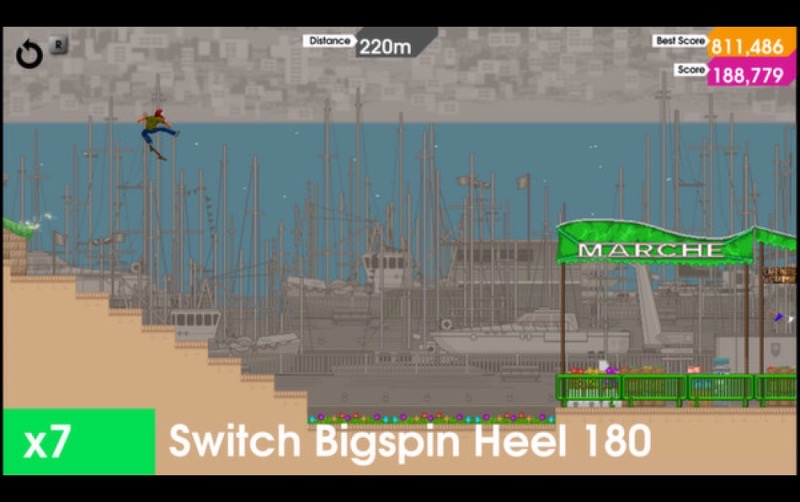 R
Distance 220m
Best Score 811,486
Score 188,779
MARCHE
x7
Switch Bigspin Heel 180